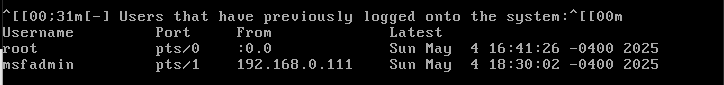 ^[[00;31m[-] Users that have previously logged onto the system:^[[00m
Username         Port     From             Latest
root             pts/0    :0.0             Sun May  4 16:41:26 -0400 2025
msfadmin         pts/1    192.168.0.111    Sun May  4 18:30:02 -0400 2025